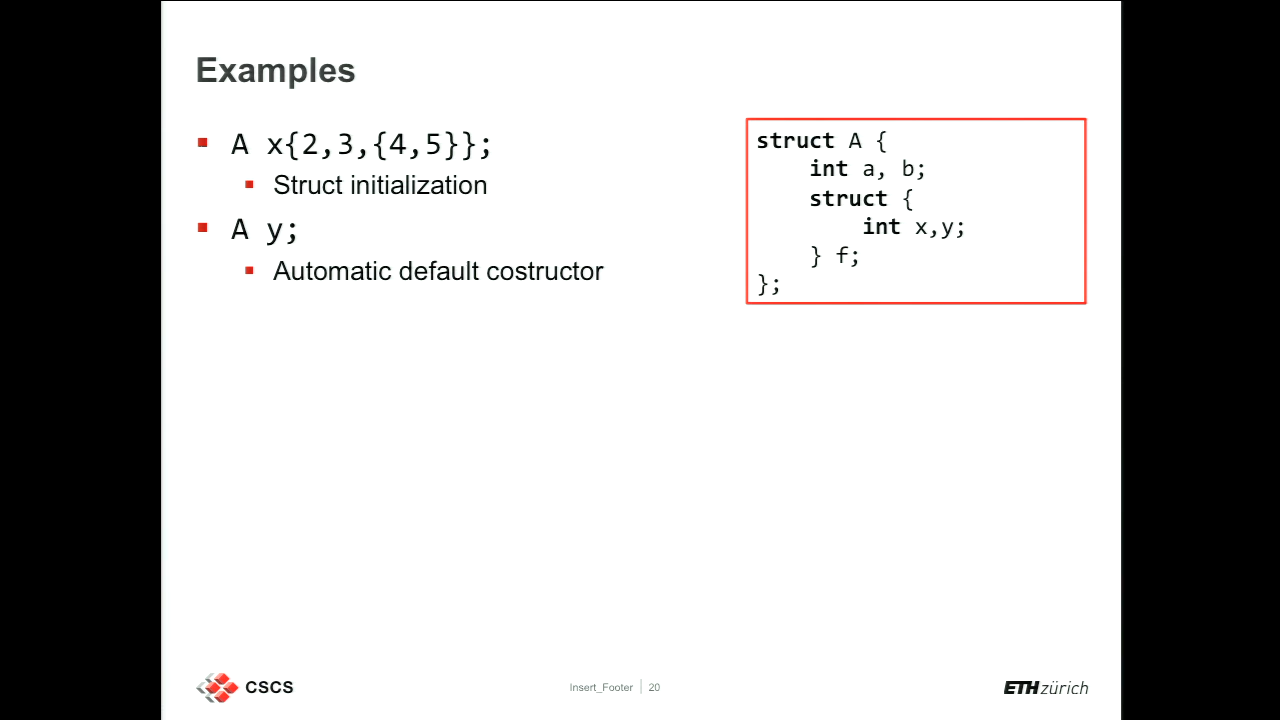 Examples
A x{2,3,{4,5}};
Struct initialization
A y;
Automatic default costructor
struct A {
    int a, b;
    struct {
        int x,y;
    } f;
};
CSCS
Insert_Footer 20
ETH zürich